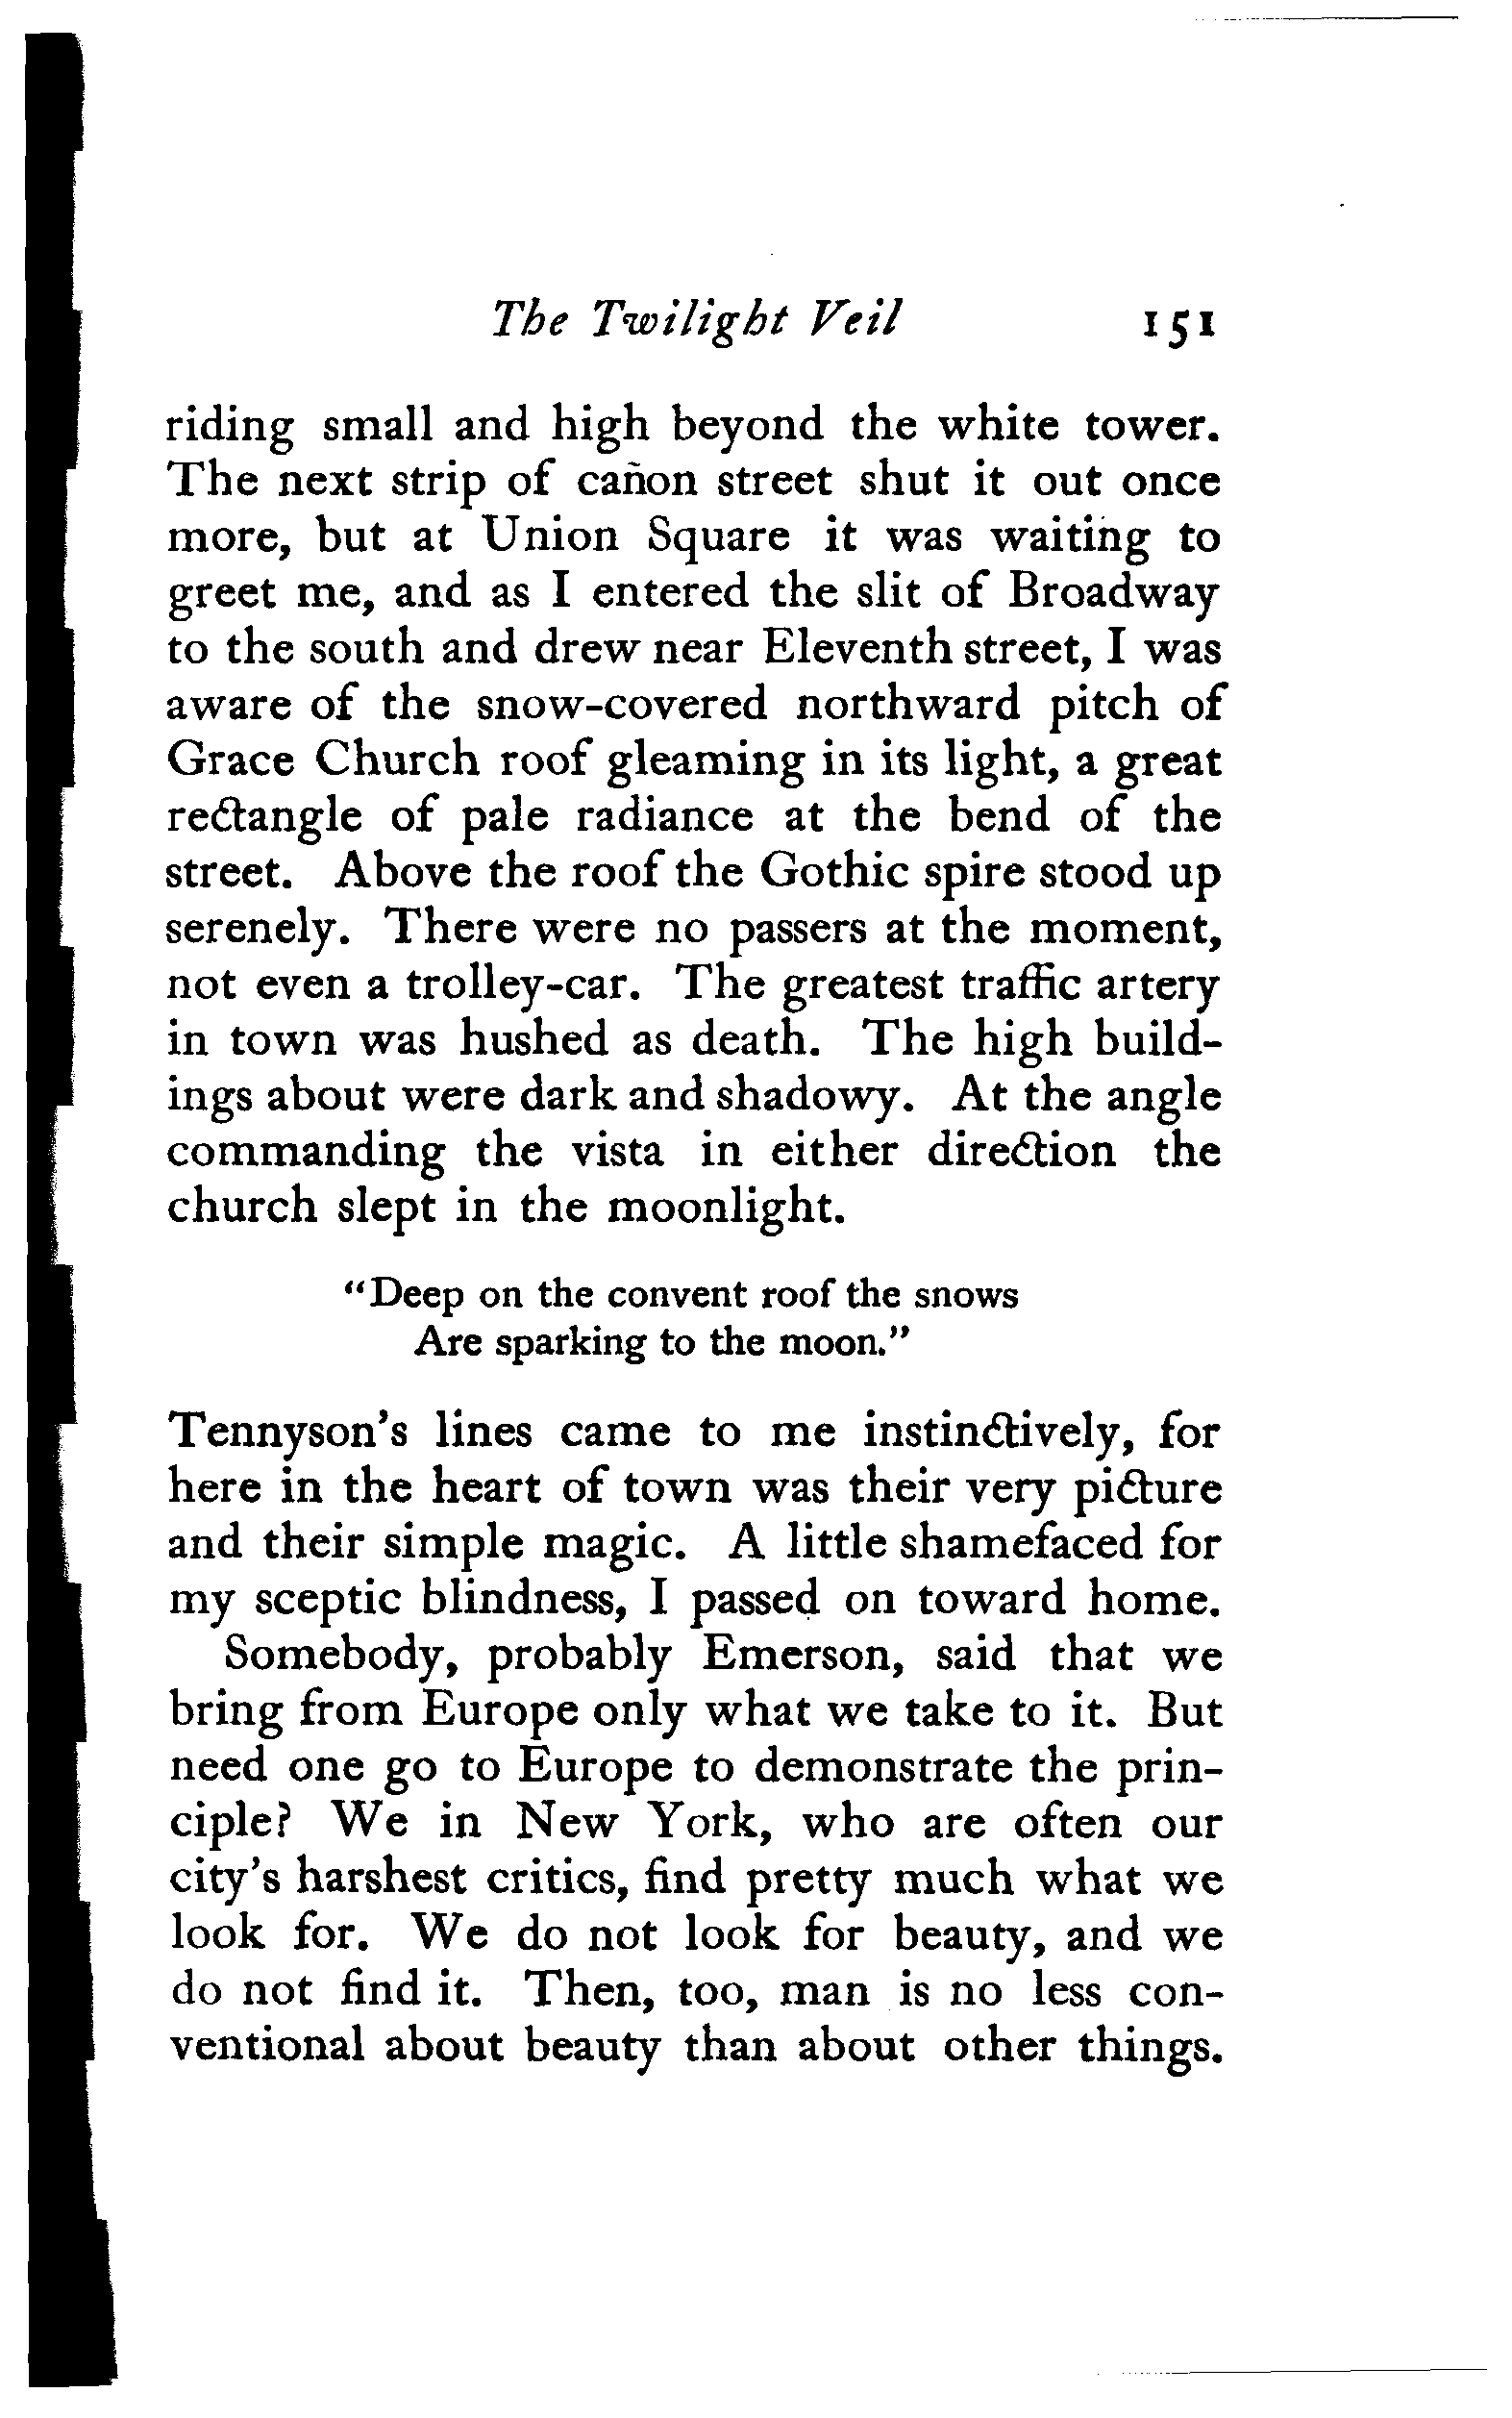 The Twilight Veil 151
riding small and high beyond the white tower.
The next strip of cañon street shut it out once
more, but at Union Square it was waiting to
greet me, and as I entered the slit of Broadway
to the south and drew near Eleventh street, I was
aware of the snow-covered northward pitch of
Grace Church roof gleaming in its light, a great
rectangle of pale radiance at the bend of the
street. Above the roof the Gothic spire stood up
serenely. There were no passers at the moment,
not even a trolley-car. The greatest traffic artery
in town was hushed as death. The high build-
ings about were dark and shadowy. At the angle
commanding the vista in either direction the
church slept in the moonlight.
"Deep on the convent roof the snows
Are sparking to the moon."
Tennyson's lines came to me instinctively, for
here in the heart of town was their very picture
and their simple magic. A little shamefaced for
my sceptic blindness, I passed on toward home.
Somebody, probably Emerson, said that we
bring from Europe only what we take to it. But
need one go to Europe to demonstrate the prin-
ciple? We in New York, who are often our
city's harshest critics, find pretty much what we
look for. We do not look for beauty, and we
do not find it. Then, too, man is no less con-
ventional about beauty than about other things.